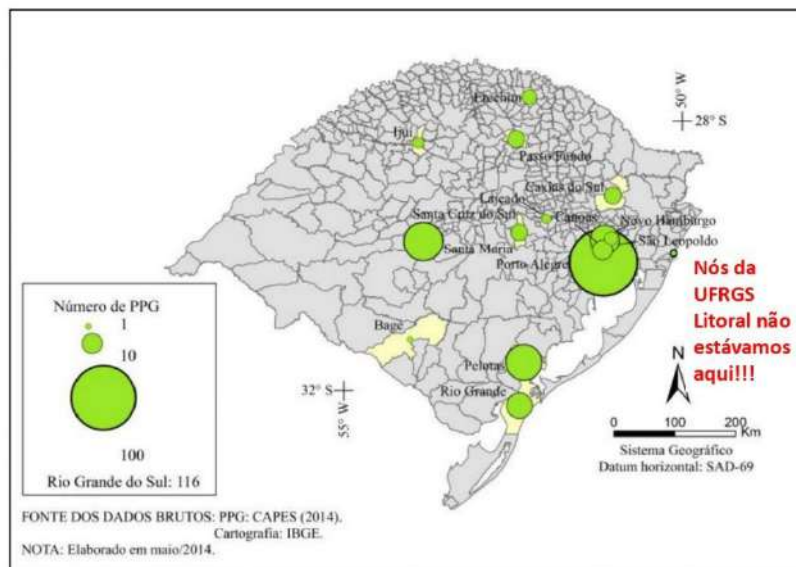 50° W
28° S
Erechim
Ijuí
Passo Fundo
Caxias do Sul
Lajeado
Santa Cruz do Sul
Canoas
Novo Hamburgo
São Leopoldo
Santa Maria
Porto Alegre
Nós da
UFRGS
Litoral não
estávamos
aqui!!!
Número de PPG
1
10
100
Rio Grande do Sul: 116
Bagé
Pelotas
Rio Grande
32° S
55° W
N
0 100 200
Km
Sistema Geográfico
Datum horizontal: SAD-69
FONTE DOS DADOS BRUTOS: PPG: CAPES (2014).
Cartografia: IBGE.
NOTA: Elaborado em maio/2014.